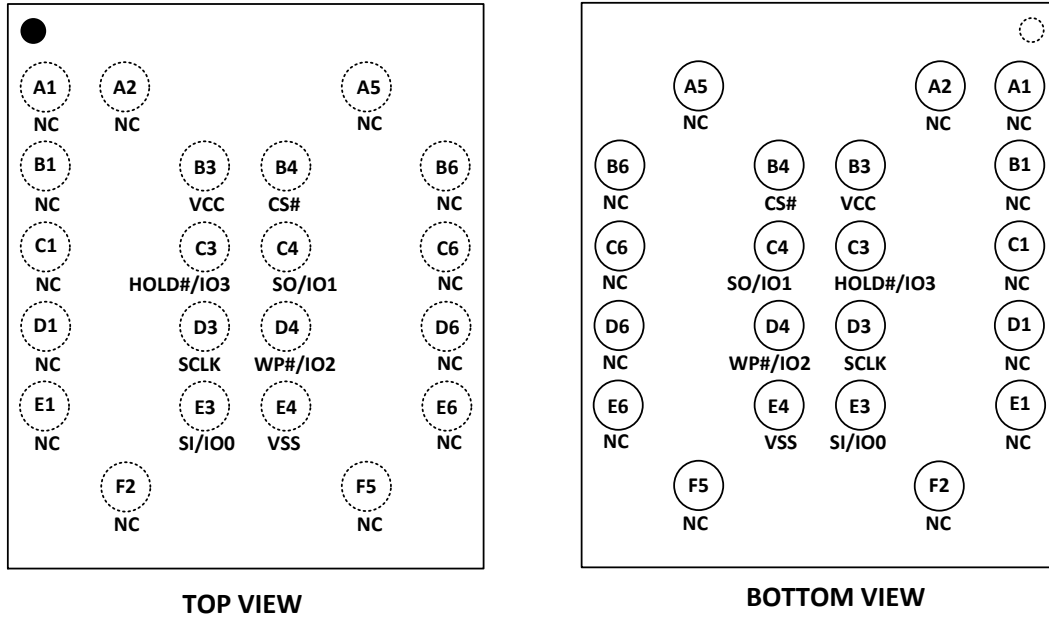 A1 A2 A5 A5 A2 A1
NC NC NC NC NC NC
B1 B3 B4 B6 B6 B4 B3 B1
NC VCC CS# NC NC CS# VCC NC
C1 C3 C4 C6 C6 C4 C3 C1
NC HOLD#/IO3 SO/IO1 NC NC SO/IO1 HOLD#/IO3 NC
D1 D3 D4 D6 D6 D4 D3 D1
NC SCLK WP#/IO2 NC NC WP#/IO2 SCLK NC
E1 E3 E4 E6 E6 E4 E3 E1
NC SI/IO0 VSS NC NC VSS SI/IO0 NC
F2 F5 F5 F2
NC NC NC NC
TOP VIEW BOTTOM VIEW